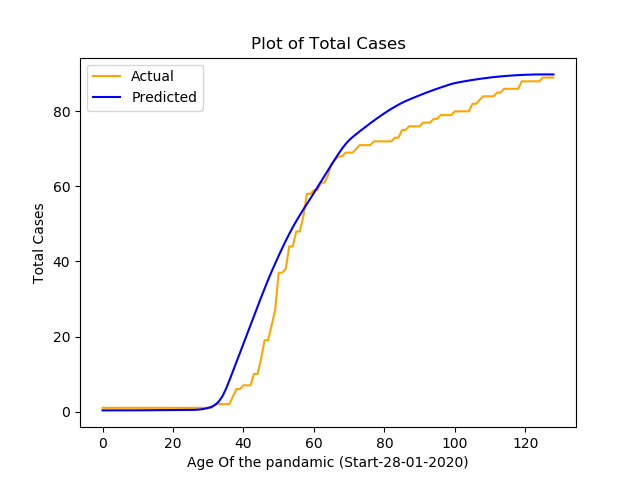 Plot of Total Cases
Actual
Predicted
Total Cases
80
60
40
20
0
0 20 40 60 80 100 120
Age Of the pandamic (Start-28-01-2020)